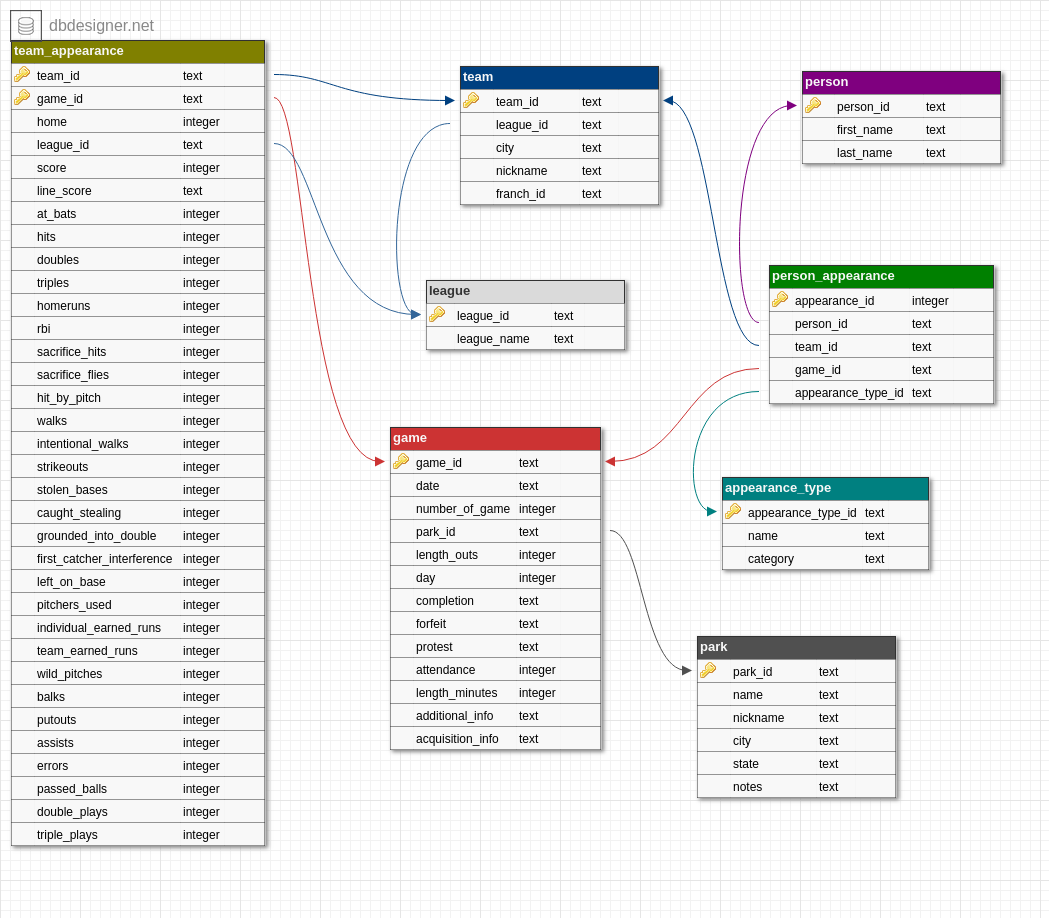 dbdesigner.net
team_appearance
team_id text
game_id text
home integer
league_id text
score integer
line_score text
at_bats integer
hits integer
doubles integer
triples integer
homeruns integer
rbi integer
sacrifice_hits integer
sacrifice_flies integer
hit_by_pitch integer
walks integer
intentional_walks integer
strikeouts integer
stolen_bases integer
caught_stealing integer
grounded_into_double integer
first_catcher_interference integer
left_on_base integer
pitchers_used integer
individual_earned_runs integer
team_earned_runs integer
wild_pitches integer
balks integer
putouts integer
assists integer
errors integer
passed_balls integer
double_plays integer
triple_plays integer
team
team_id text
league_id text
city text
nickname text
franch_id text
league
league_id text
league_name text
game
game_id text
date text
number_of_game integer
park_id text
length_outs integer
day integer
completion text
forfeit text
protest text
attendance integer
length_minutes integer
additional_info text
acquisition_info text
person
person_id text
first_name text
last_name text
person_appearance
appearance_id integer
person_id text
team_id text
game_id text
appearance_type_id text
appearance_type
appearance_type_id text
name text
category text
park
park_id text
name text
nickname text
city text
state text
notes text